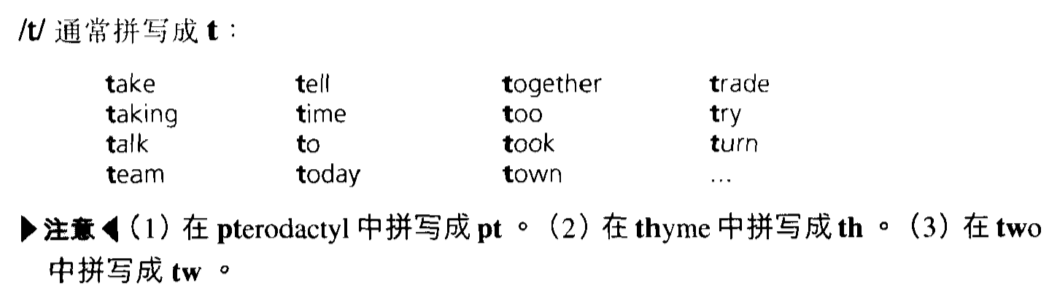 /t/ 通常拼写成 t：
take tell together trade
taking time too try
talk to took turn
team today town ...
▶注意◀（1）在 pterodactyl 中拼写成 pt 。（2）在 thyme 中拼写成 th 。（3）在 two
中拼写成 tw 。